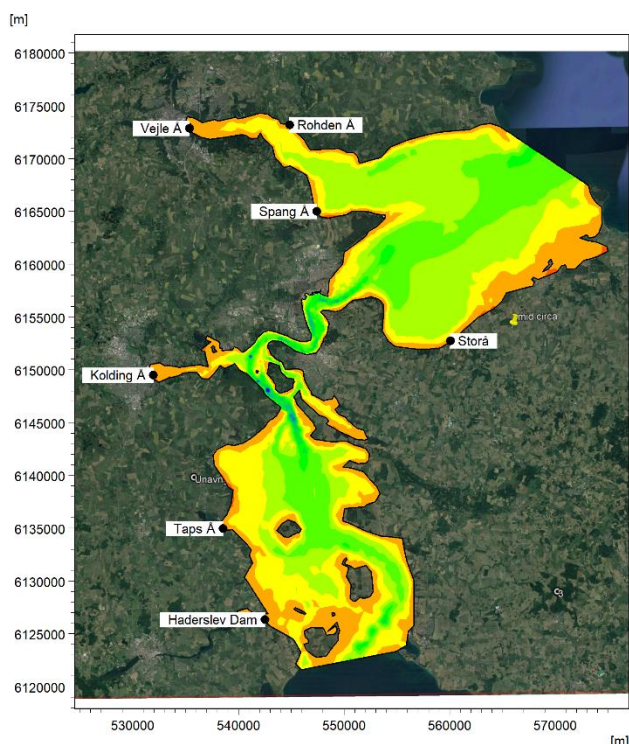 [m]
6180000
6175000
Vejle Å
Rohden Å
6170000
6165000
Spang Å
6160000
6155000
mid circa
Storå
6150000
Kolding Å
6145000
6140000
Unavn
6135000
Taps Å
6130000
6125000
Haderslev Dam
6120000
530000 540000 550000 560000 570000
[m]